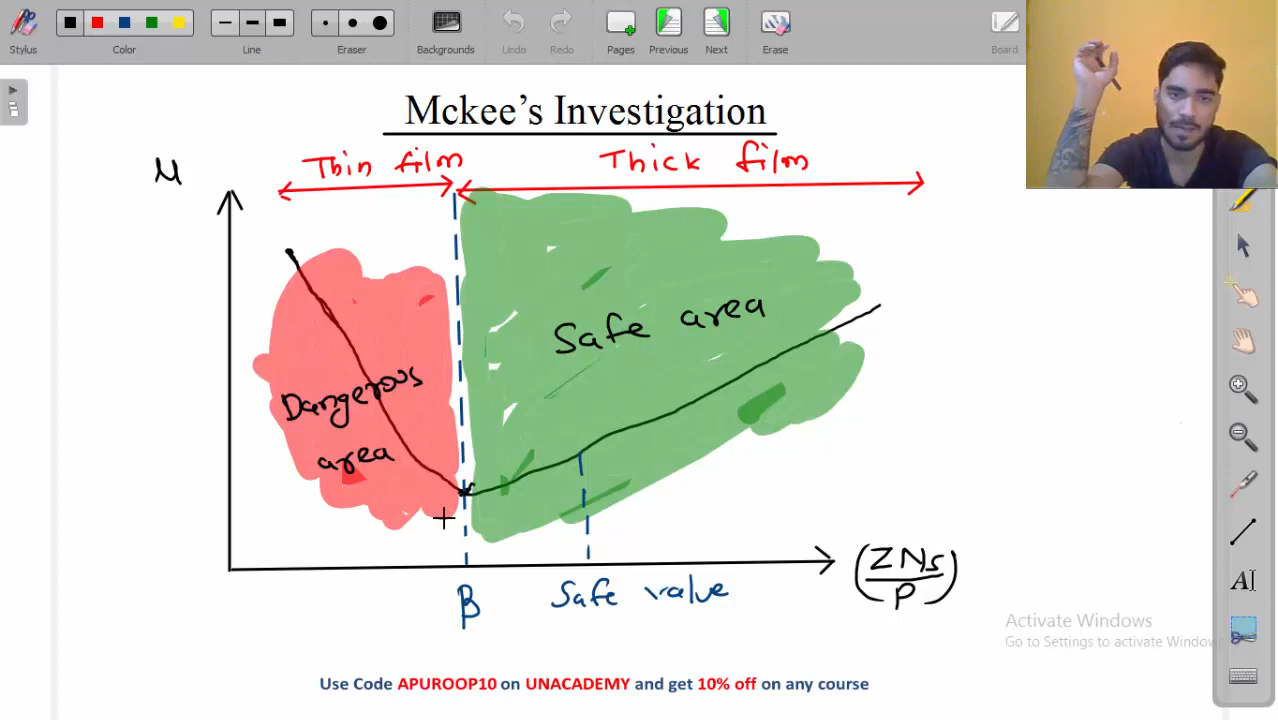 Stylus
Color
Line
Eraser
Backgrounds
Undo
Redo
Pages
Previous
Next
Erase
Board
Mckee's Investigation
Thin film
Thick film
μ
Safe area
Dangerous
area
(ZNs/P)
β
Safe value
A
Activate Windows
Go to Settings to activate Window
Use Code APUROOP10 on UNACADEMY and get 10% off on any course